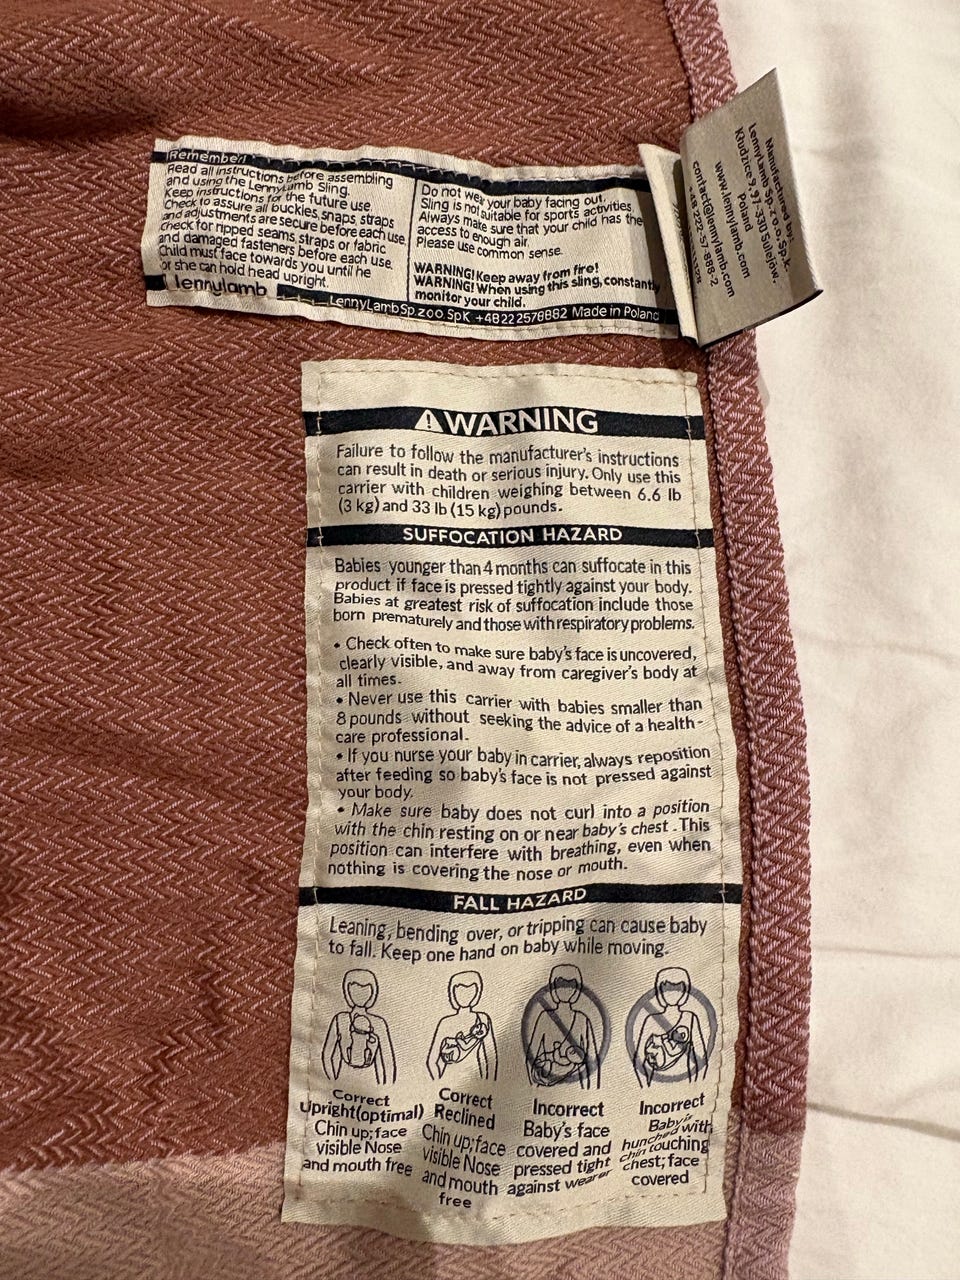 Remember!
Read all instructions before assembling
and using the LennyLamb Sling.
Keep instructions for the future use.
Check to assure all buckles, snaps, straps
and adjustments are secure before each use
check for ripped seams, straps or fabric
and damaged fasteners before each use.
Child must face towards you until he
or she can hold head upright.
lennylamb
Do not wear your baby facing out.
Sling is not suitable for sports activities.
Always make sure that your child has the
access to enough air.
Please use common sense.
WARNING! Keep away from fire!
WARNING! When using this sling, constantly
monitor your child.
LennyLamb Sp. z o.o. Sp.K +48222578882 Made in Poland
Manufactured by:
LennyLamb Sp. z o.o. Sp.k.
Kłudzice 9, 97-330 Sulejów,
Poland
www.lennylamb.com
contact@lennylamb.com
+48 222-57-888-2
WARNING
Failure to follow the manufacturer's instructions
can result in death or serious injury. Only use this
carrier with children weighing between 6.6 lb
(3 kg) and 33 lb (15 kg) pounds.
SUFFOCATION HAZARD
Babies younger than 4 months can suffocate in this
product if face is pressed tightly against your body.
Babies at greatest risk of suffocation include those
born prematurely and those with respiratory problems.
• Check often to make sure baby's face is uncovered,
clearly visible, and away from caregiver's body at
all times.
• Never use this carrier with babies smaller than
8 pounds without seeking the advice of a health-
care professional.
• If you nurse your baby in carrier, always reposition
after feeding so baby's face is not pressed against
your body.
• Make sure baby does not curl into a position
with the chin resting on or near baby's chest. This
position can interfere with breathing, even when
nothing is covering the nose or mouth.
FALL HAZARD
Leaning, bending over, or tripping can cause baby
to fall. Keep one hand on baby while moving.
Correct
Upright(optimal)
Chin up; face
visible Nose
and mouth free
Correct
Reclined
Chin up; face
visible Nose
and mouth
free
Incorrect
Baby's face
covered and
pressed tight
against wearer
Incorrect
Baby is
hunched with
chin touching
chest; face
covered